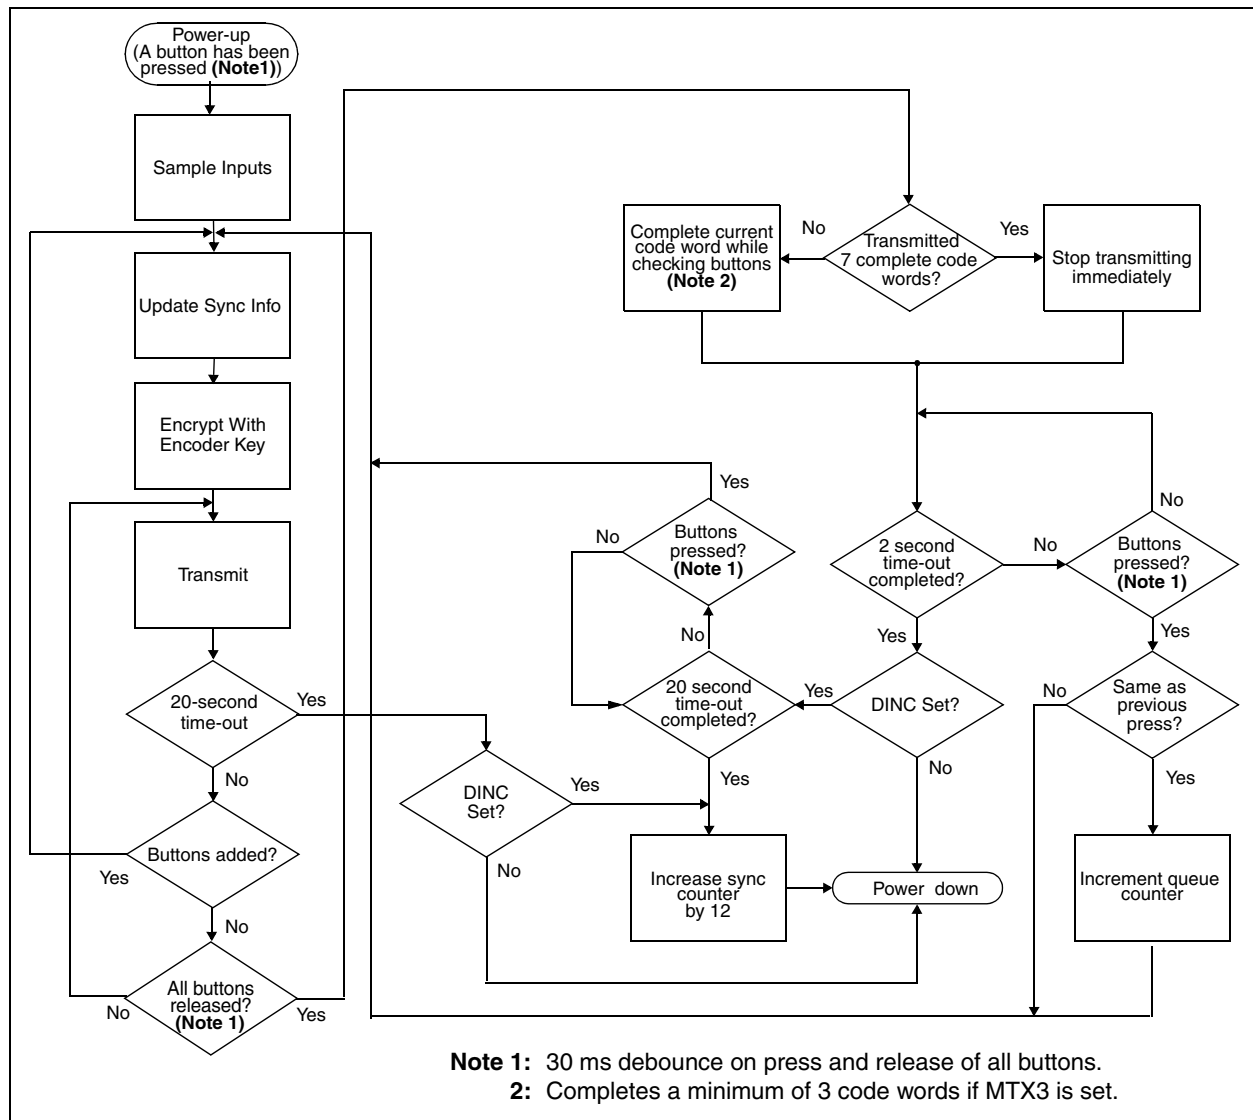 Power-up
(A button has been
pressed (Note1))
Sample Inputs
Update Sync Info
Encrypt With
Encoder Key
Transmit
20-second
time-out
Yes
No
Buttons added?
Yes
No
All buttons
released?
(Note 1)
No
Yes
Complete current
code word while
checking buttons
(Note 2)
No
Transmitted
7 complete code
words?
Yes
Stop transmitting
immediately
Yes
No
Buttons
pressed?
(Note 1)
No
2 second
time-out
completed?
No
Yes
No
Buttons
pressed?
(Note 1)
Yes
20 second
time-out
completed?
Yes
Yes
DINC Set?
No
No
Same as
previous
press?
Yes
DINC
Set?
Yes
No
Increase sync
counter
by 12
Power down
Increment queue
counter
Note 1: 30 ms debounce on press and release of all buttons.
2: Completes a minimum of 3 code words if MTX3 is set.